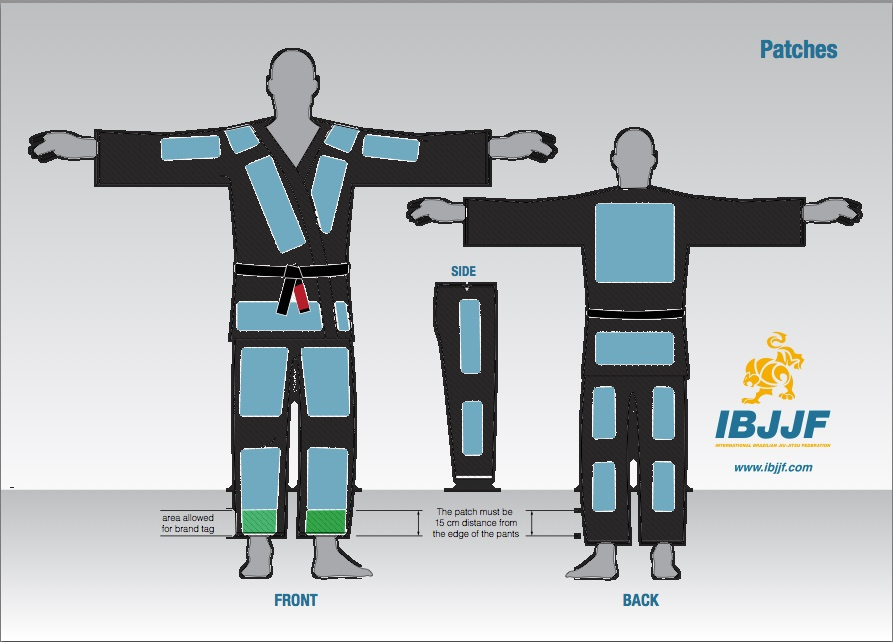 Patches
SIDE
IBJJF
INTERNATIONAL BRAZILIAN JIU-JITSU FEDERATION
www.ibjjf.com
area allowed
for brand tag
The patch must be
15 cm distance from
the edge of the pants
FRONT
BACK